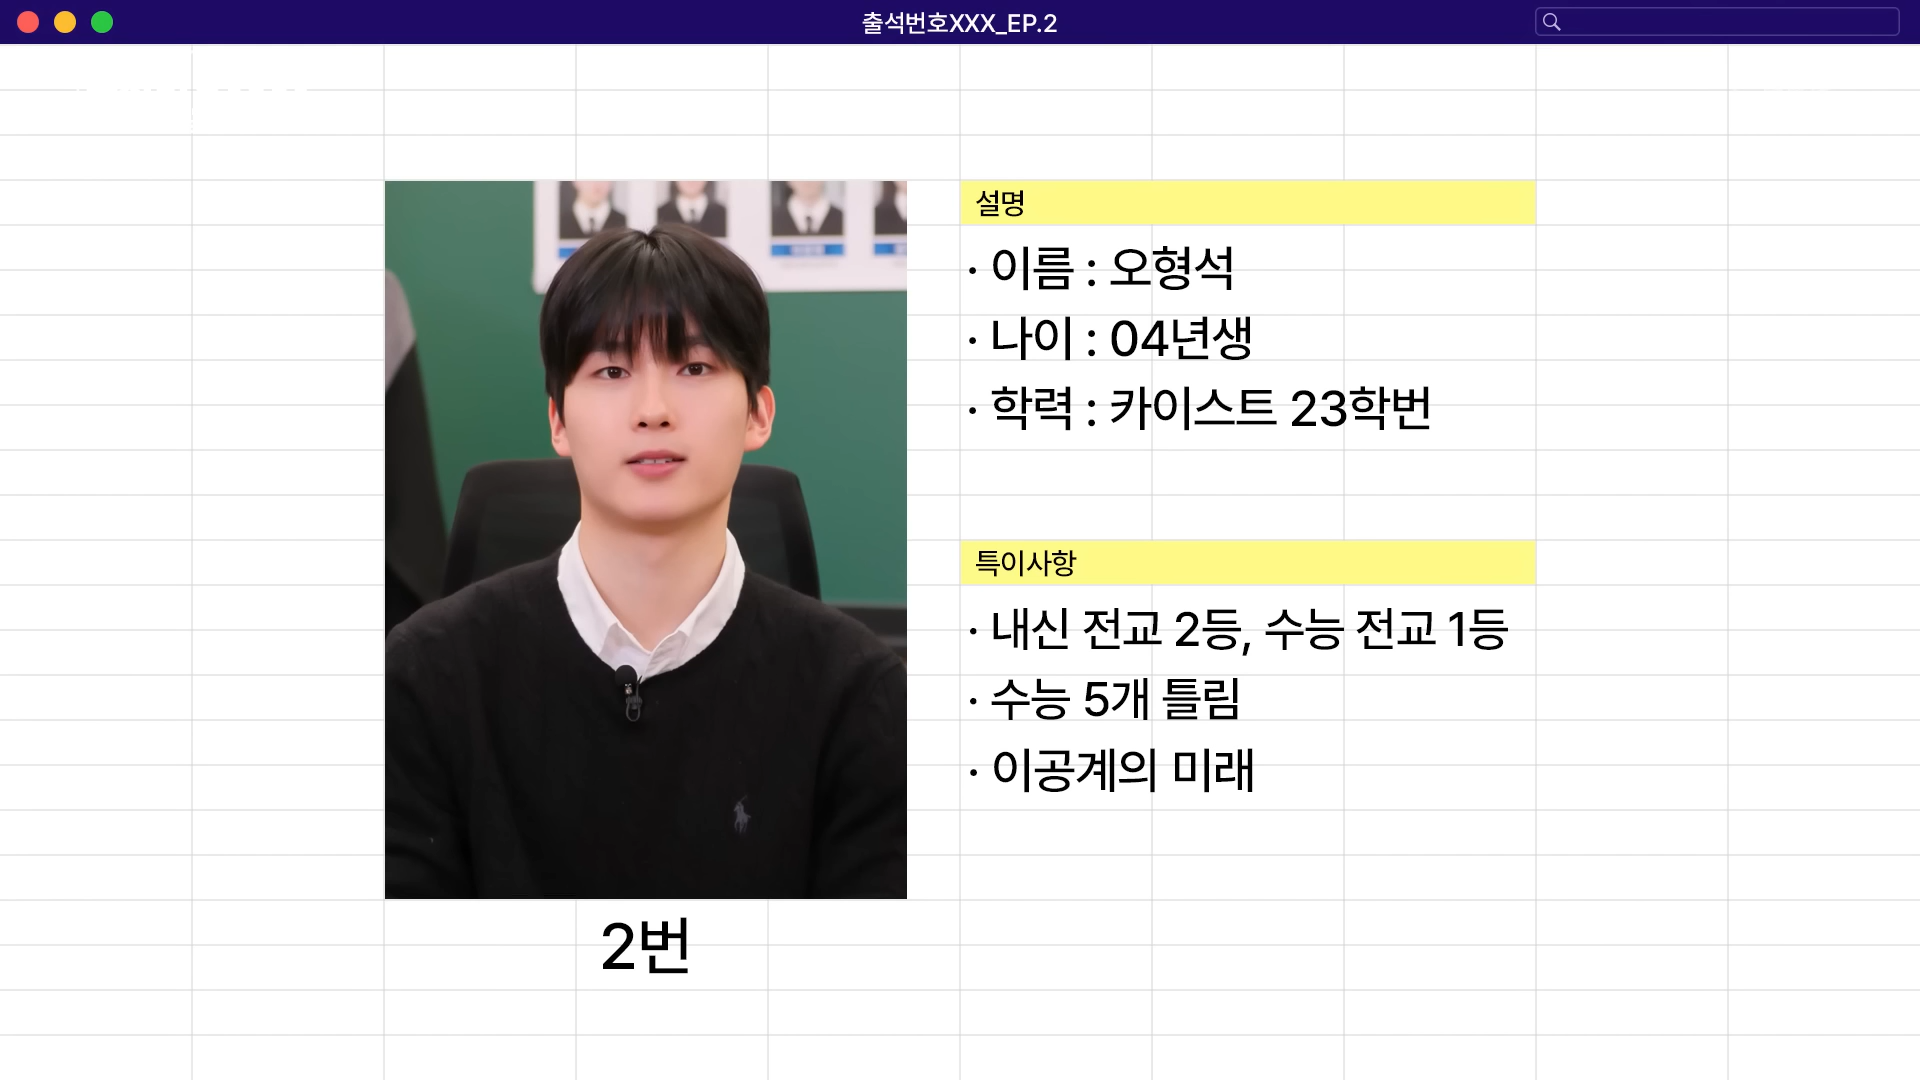 출석번호XXX_EP.2
설명
· 이름 : 오형석
· 나이 : 04년생
· 학력 : 카이스트 23학번
특이사항
· 내신 전교 2등, 수능 전교 1등
· 수능 5개 틀림
· 이공계의 미래
2번